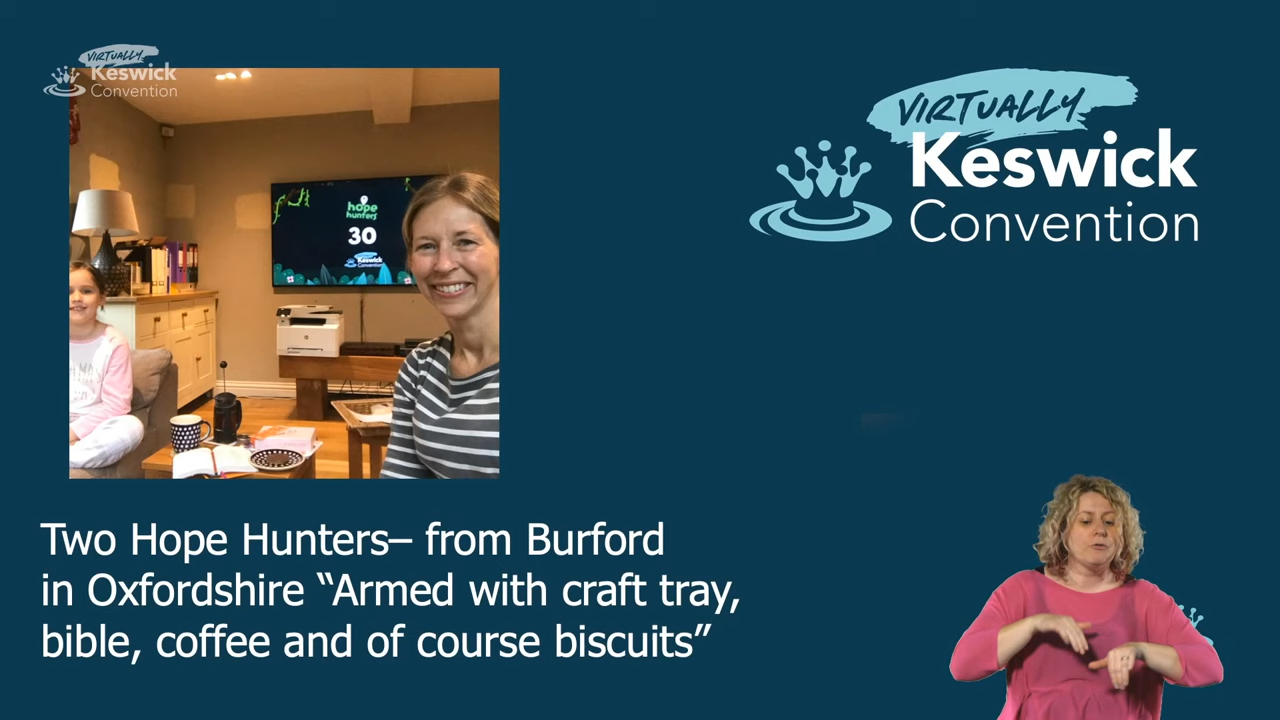 VIRTUALLY
Keswick
Convention
hope
hunters
30
Keswick
Convention
VIRTUALLY
Keswick
Convention
Two Hope Hunters– from Burford
in Oxfordshire “Armed with craft tray,
bible, coffee and of course biscuits”